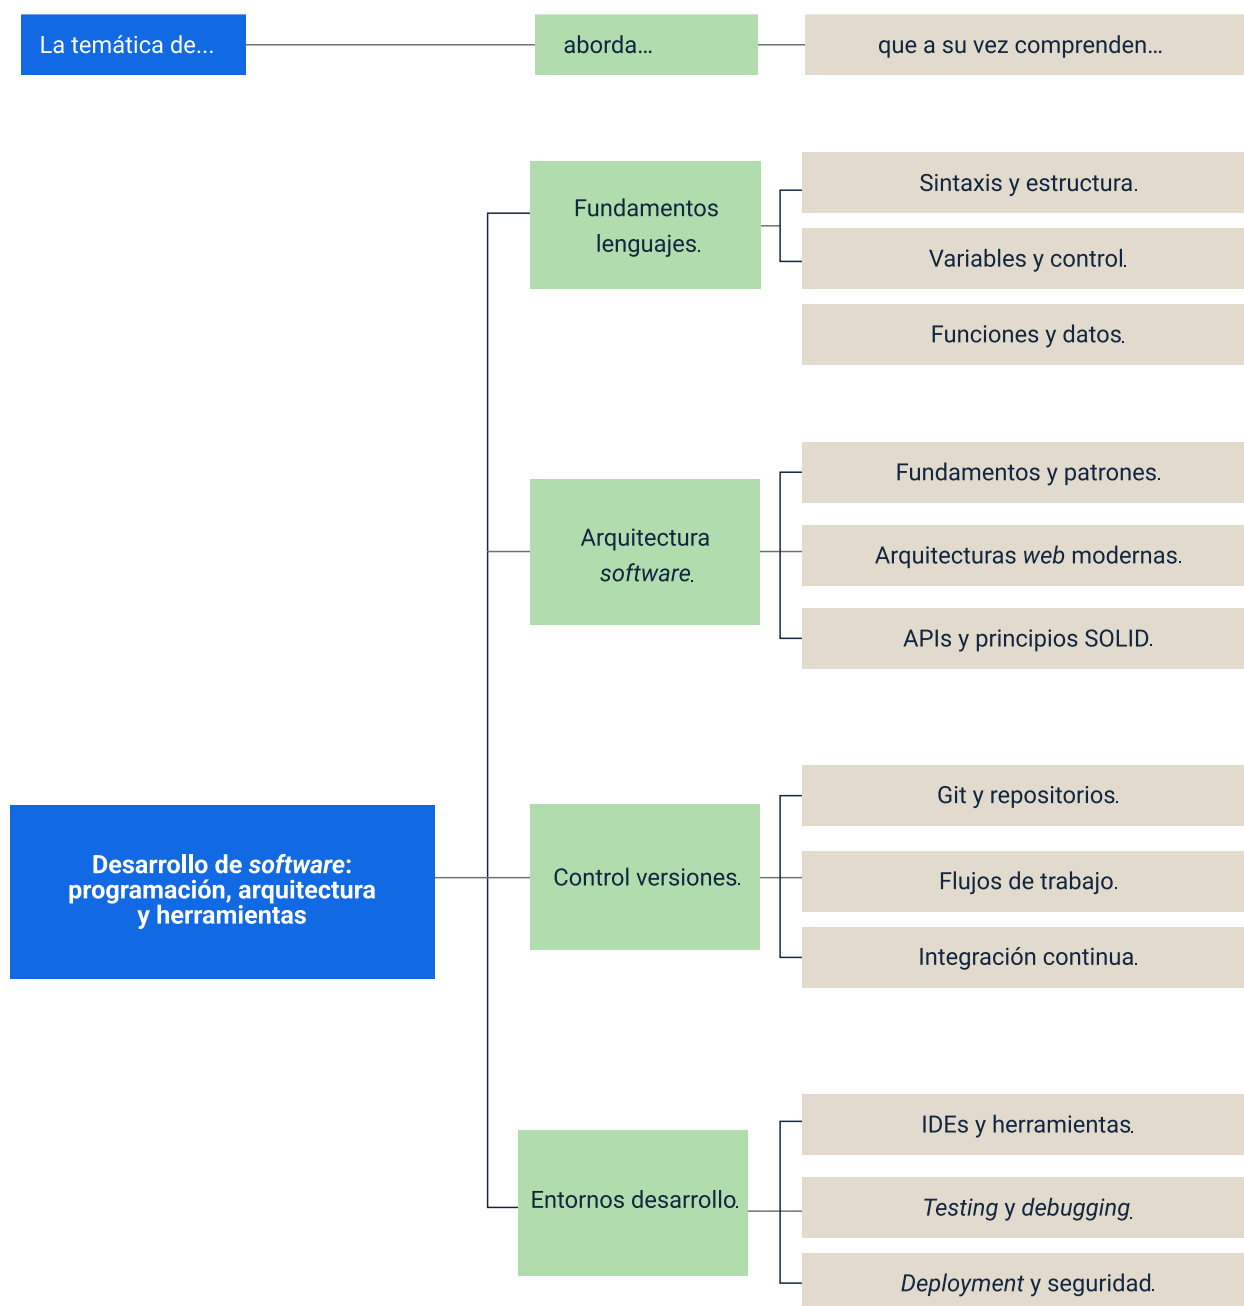 La temática de...
aborda...
que a su vez comprenden...
Fundamentos
lenguajes.
Sintaxis y estructura.
Variables y control.
Funciones y datos.
Arquitectura
software.
Fundamentos y patrones.
Arquitecturas web modernas.
APIs y principios SOLID.
Desarrollo de software:
programación, arquitectura
y herramientas
Control versiones.
Git y repositorios.
Flujos de trabajo.
Integración continua.
Entornos desarrollo.
IDEs y herramientas.
Testing y debugging.
Deployment y seguridad.